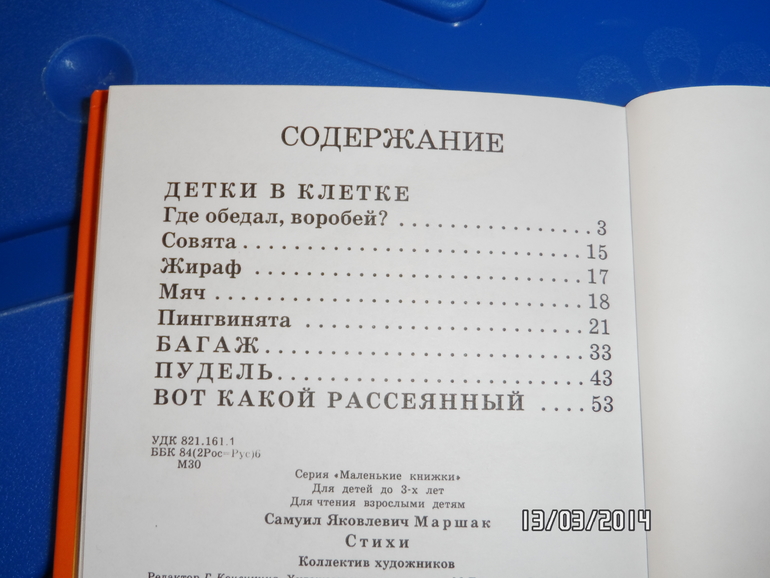 СОДЕРЖАНИЕ
ДЕТКИ В КЛЕТКЕ
Где обедал, воробей? . . . . . . . . . . . . . . . . 3
Совята . . . . . . . . . . . . . . . . . . . . . . . . . . . . 15
Жираф . . . . . . . . . . . . . . . . . . . . . . . . . . . 17
Мяч . . . . . . . . . . . . . . . . . . . . . . . . . . . . . . 18
Пингвинята . . . . . . . . . . . . . . . . . . . . . . . 21
БАГАЖ . . . . . . . . . . . . . . . . . . . . . . . . . . 33
ПУДЕЛЬ . . . . . . . . . . . . . . . . . . . . . . . . . 43
ВОТ КАКОЙ РАССЕЯННЫЙ . . . . 53
УДК 821.161.1
ББК 84(2Рос-Рус)6
М30
Серия «Маленькие книжки»
Для детей до 3-х лет
Для чтения взрослыми детям
Самуил Яковлевич Маршак
Стихи
Коллектив художников
Редактор Г.
13/03/2014